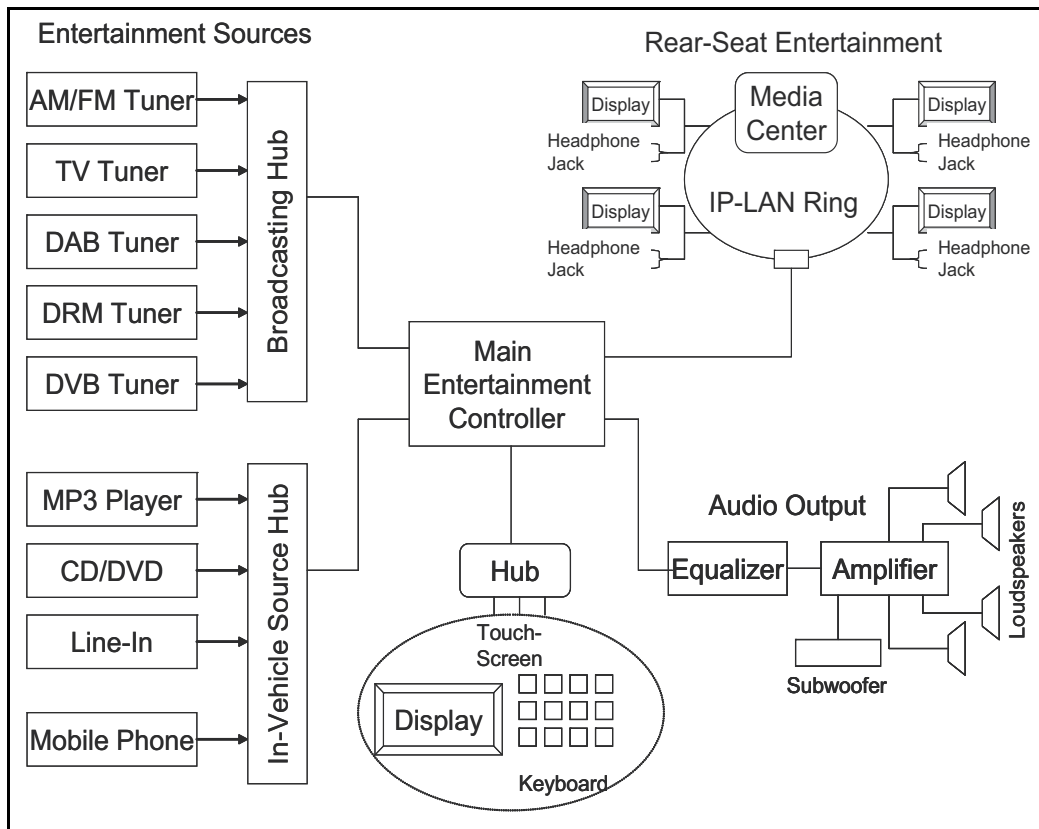 Entertainment Sources
AM/FM Tuner
TV Tuner
DAB Tuner
DRM Tuner
DVB Tuner
Broadcasting Hub
MP3 Player
CD/DVD
Line-In
Mobile Phone
In-Vehicle Source Hub
Main
Entertainment
Controller
Rear-Seat Entertainment
Media
Center
IP-LAN Ring
Display
Headphone
Jack
Display
Headphone
Jack
Display
Headphone
Jack
Display
Headphone
Jack
Hub
Touch-
Screen
Display
Keyboard
Audio Output
Equalizer
Amplifier
Subwoofer
Loudspeakers